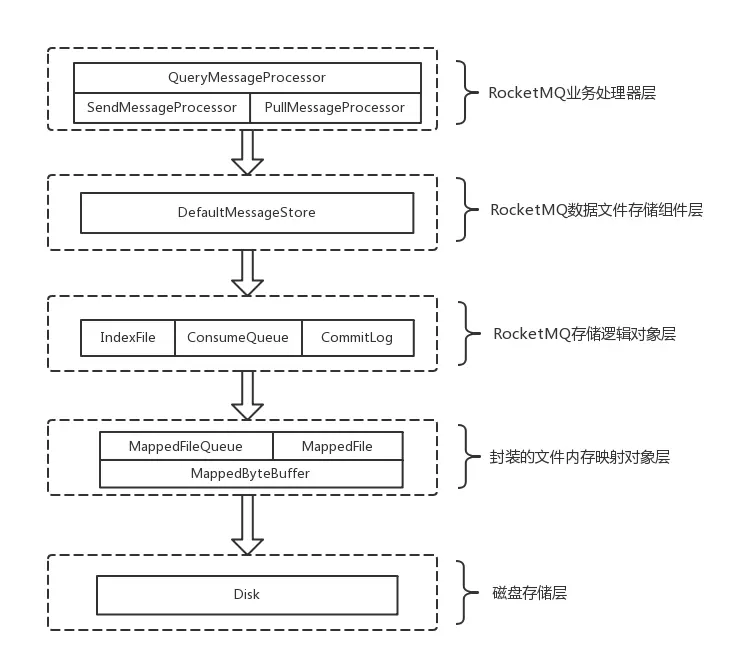 QueryMessageProcessor
SendMessageProcessor PullMessageProcessor
RocketMQ业务处理器层
DefaultMessageStore
RocketMQ数据文件存储组件层
IndexFile ConsumeQueue CommitLog
RocketMQ存储逻辑对象层
MappedFileQueue MappedFile
MappedByteBuffer
封装的文件内存映射对象层
Disk
磁盘存储层